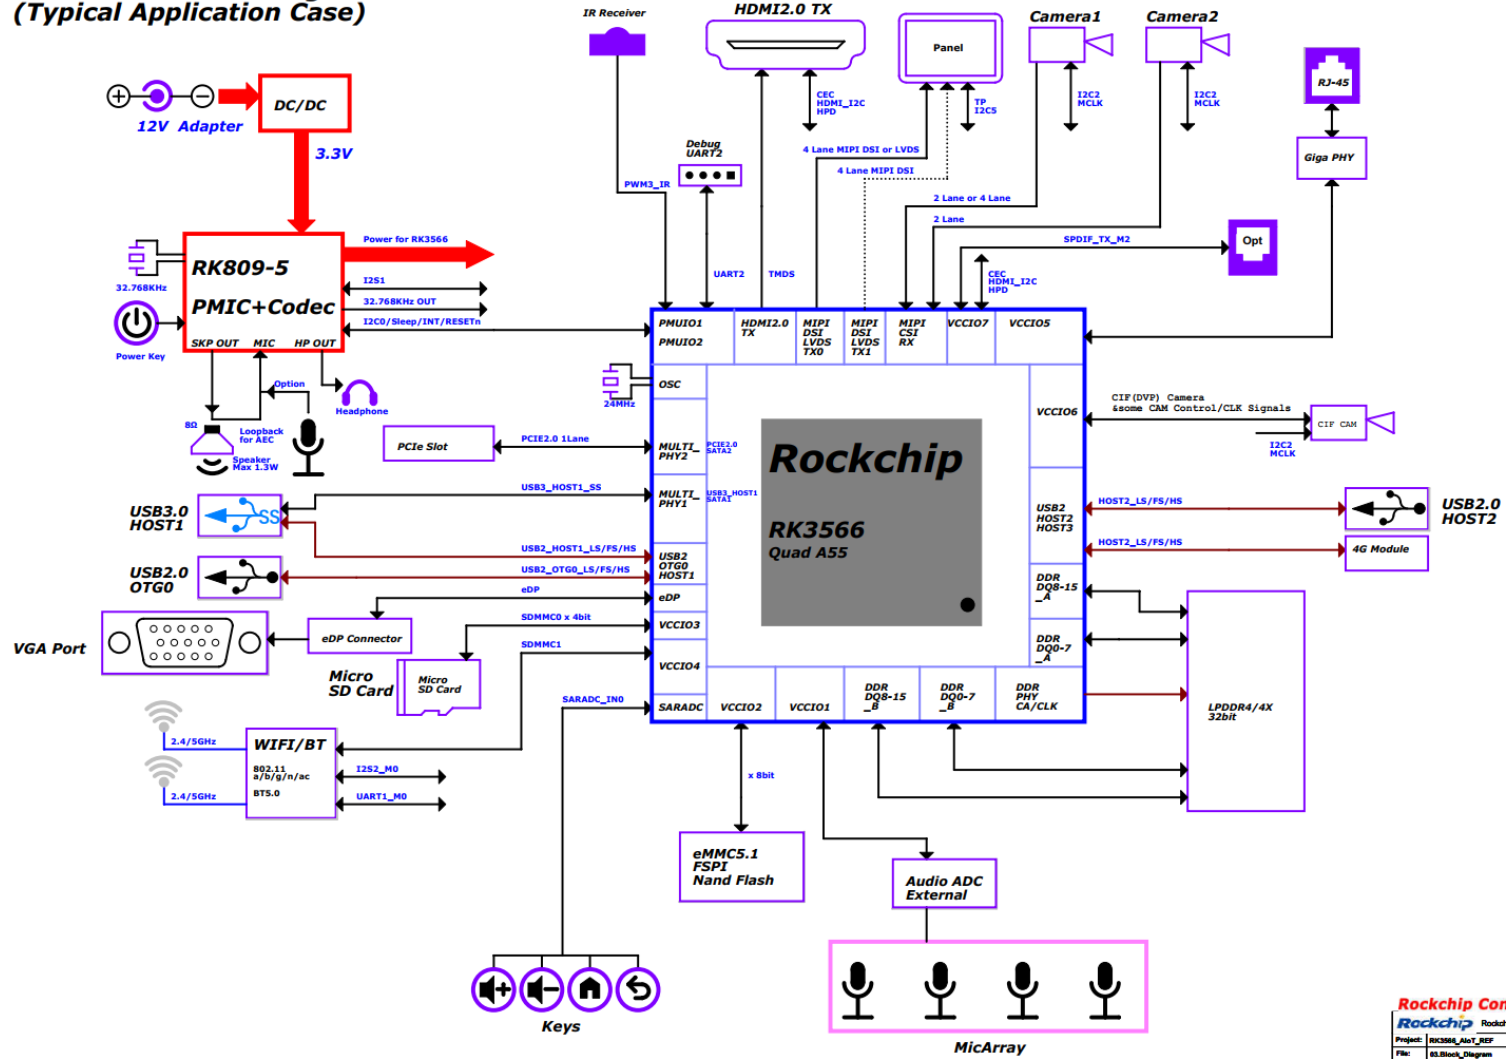 (Typical Application Case)
IR Receiver
HDMI2.0 TX
Camera1
Camera2
Panel
RJ-45
DC/DC
12V Adapter
3.3V
CEC
HDMI_I2C
HPD
TP
I2C5
I2C2
MCLK
I2C2
MCLK
Debug
UART2
4 Lane MIPI DSI or LVDS
4 Lane MIPI DSI
Giga PHY
PWM3_IR
2 Lane or 4 Lane
2 Lane
SPDIF_TX_M2
Opt
UART2
TMDS
CEC
HDMI_I2C
HPD
Power for RK3566
RK809-5
PMIC+Codec
32.768KHz
I2S1
32.768KHz OUT
I2C0/Sleep/INT/RESETn
Power Key
SKP OUT
MIC
HP OUT
Option
Headphone
8Ω
Loopback
for AEC
Speaker
Max 1.3W
PMUIO1
PMUIO2
HDMI2.0
TX
MIPI
DSI
LVDS
TX0
MIPI
DSI
LVDS
TX1
MIPI
CSI
RX
VCCIO7
VCCIO5
OSC
24MHz
VCCIO6
CIF(DVP) Camera
&some CAM Control/CLK Signals
CIF CAM
I2C2
MCLK
PCIe Slot
PCIE2.0 1Lane
MULTI_
PHY2
PCIE2.0
SATA2
Rockchip
RK3566
Quad A55
USB3.0
HOST1
SS
USB3_HOST1_SS
MULTI_
PHY1
USB3_HOST1
SATA1
USB2_HOST1_LS/FS/HS
USB2
OTG0
HOST1
USB2.0
OTG0
USB2_OTG0_LS/FS/HS
USB2
HOST2
HOST3
HOST2_LS/FS/HS
USB2.0
HOST2
HOST2_LS/FS/HS
4G Module
eDP
eDP
VGA Port
eDP Connector
SDMMC0 x 4bit
VCCIO3
Micro
SD Card
Micro
SD Card
SDMMC1
VCCIO4
SARADC_IN0
SARADC
VCCIO2
VCCIO1
DDR
DQ8-15
_B
DDR
DQ0-7
_B
DDR
PHY
CA/CLK
DDR
DQ8-15
_A
DDR
DQ0-7
_A
LPDDR4/4X
32bit
2.4/5GHz
2.4/5GHz
WIFI/BT
802.11
a/b/g/n/ac
BT5.0
I2S2_M0
UART1_M0
x 8bit
eMMC5.1
FSPI
Nand Flash
Audio ADC
External
Keys
MicArray
Rockchip Con
Rockchip Rockch
Project: RK3566_AIoT_REF
File: 03.Block_Diagram